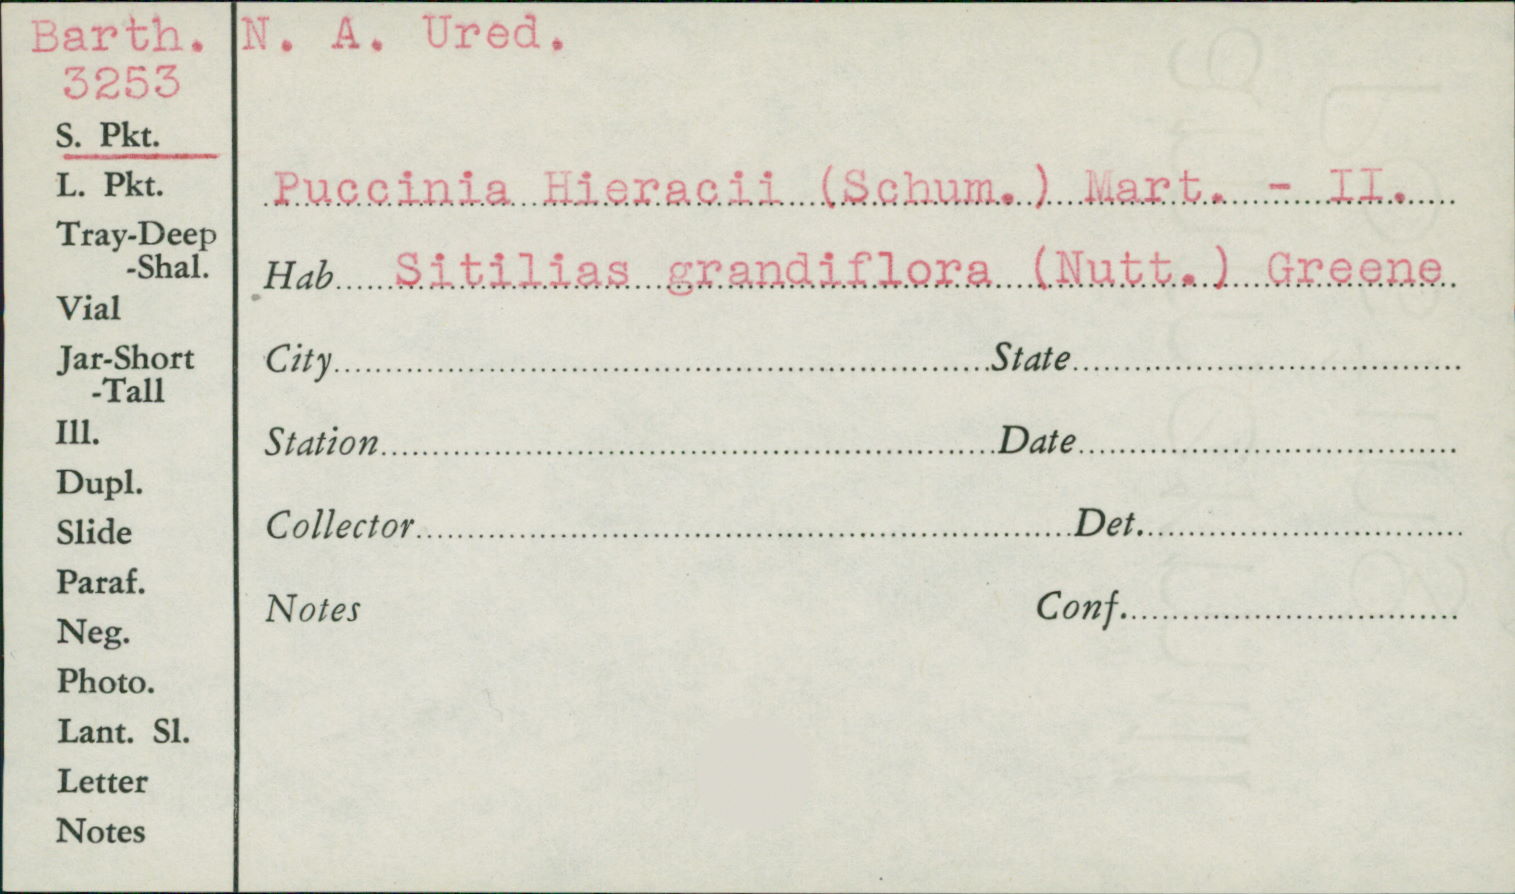 Barth. N. A. Ured.
3253
S. Pkt.
L. Pkt.
Tray-Deep
-Shal.
Vial
Jar-Short
-Tall
Ill.
Dupl.
Slide
Paraf.
Neg.
Photo.
Lant. Sl.
Letter
Notes
Puccinia Hieracii (Schum.) Mart. - II.
Hab. Sitilias grandiflora (Nutt.) Greene
City State
Station Date
Collector Det.
Notes Conf.